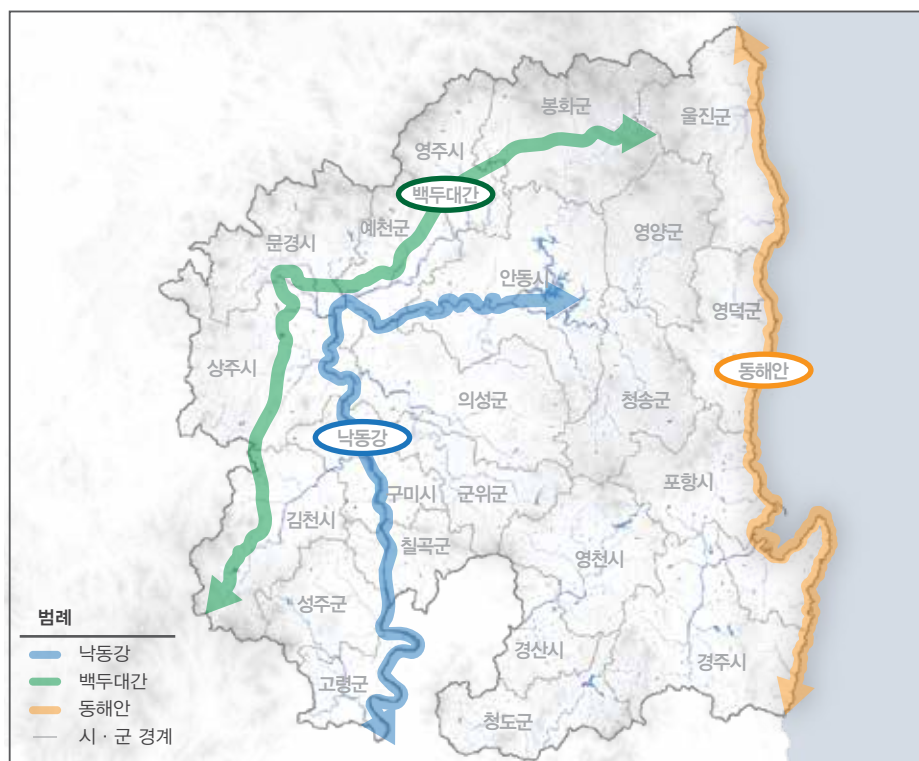 봉화군
울진군
영주시
백두대간
예천군
문경시
영양군
안동시
영덕군
상주시
동해안
의성군
청송군
낙동강
포항시
구미시
군위군
김천시
칠곡군
영천시
성주군
경산시
경주시
고령군
청도군
범례
낙동강
백두대간
동해안
시 · 군 경계